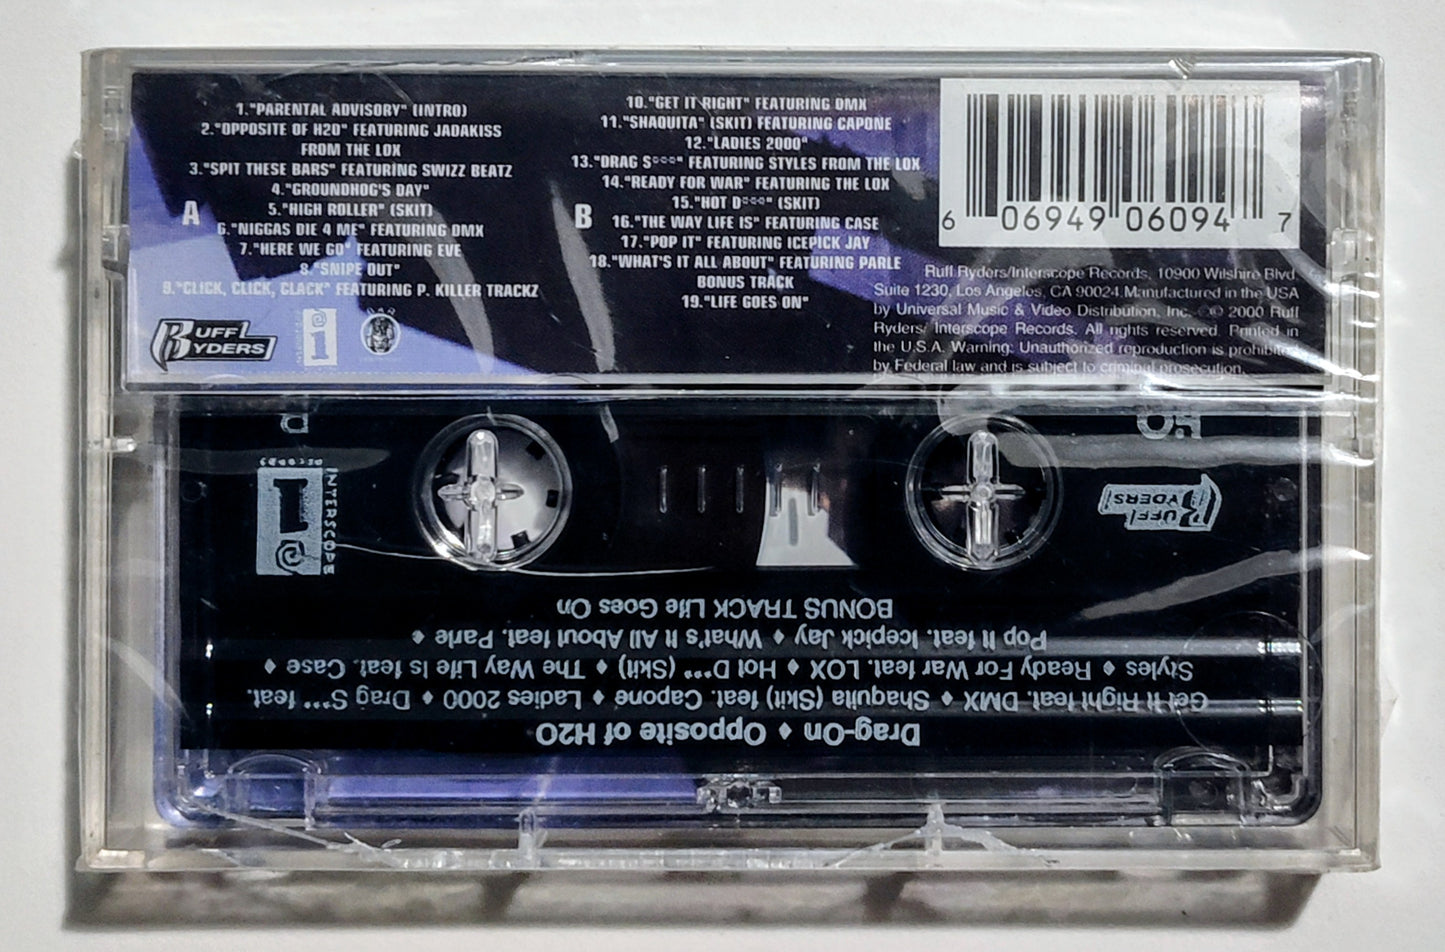 1."PARENTAL ADVISORY" (INTRO)
2."OPPOSITE OF H2O" FEATURING JADAKISS
FROM THE LOX
3."SPIT THESE BARS" FEATURING SWIZZ BEATZ
4."GROUNDHOG'S DAY"
A
5."HIGH ROLLER" (SKIT)
6."NIGGAS DIE 4 ME" FEATURING DMX
7."HERE WE GO" FEATURING EVE
8."SNIPE OUT"
9."CLICK, CLICK, CLACK" FEATURING P. KILLER TRACKZ
RUFF
RYDERS
10."GET IT RIGHT" FEATURING DMX
11."SHAQUITA" (SKIT) FEATURING CAPONE
12."LADIES 2000"
13."DRAG S***" FEATURING STYLES FROM THE LOX
14."READY FOR WAR" FEATURING THE LOX
15."HOT D***" (SKIT)
B
16."THE WAY LIFE IS" FEATURING CASE
17."POP IT" FEATURING ICEPICK JAY
18."WHAT'S IT ALL ABOUT" FEATURING PARLE
BONUS TRACK
19."LIFE GOES ON"
6 06949 06094 7
Ruff Ryders/Interscope Records, 10900 Wilshire Blvd.
Suite 1230, Los Angeles, CA 90024.Manufactured in the USA
by Universal Music & Video Distribution, Inc. ℗© 2000 Ruff
Ryders/ Interscope Records. All rights reserved. Printed in
the U.S.A. Warning: Unauthorized reproduction is prohibited
by Federal law and is subject to criminal prosecution.
Drag-On ♦ Opposite of H2O
Get It Right feat. DMX ♦ Shaquita (Skit) feat. Capone ♦ Ladies 2000 ♦ Drag S*** feat.
Styles ♦ Ready For War feat. LOX ♦ Hot D*** (Skit) ♦ The Way Life Is feat. Case ♦
Pop It feat. Icepick Jay ♦ What's It All About feat. Parle ♦
BONUS TRACK Life Goes On
RUFF
RYDERS
INTERSCOPE
RECORDS